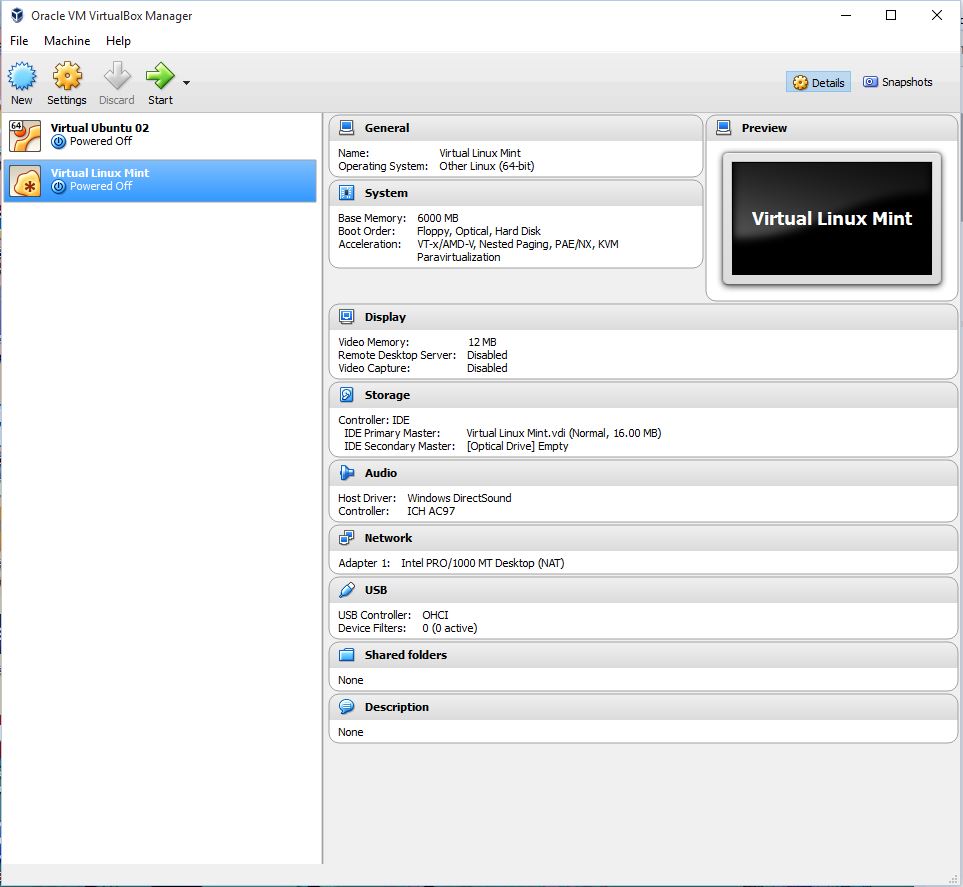 Oracle VM VirtualBox Manager
File Machine Help
New Settings Discard Start Details Snapshots
64 Virtual Ubuntu 02
Powered Off
Virtual Linux Mint
Powered Off
General
Name: Virtual Linux Mint
Operating System: Other Linux (64-bit)
System
Base Memory: 6000 MB
Boot Order: Floppy, Optical, Hard Disk
Acceleration: VT-x/AMD-V, Nested Paging, PAE/NX, KVM
Paravirtualization
Preview
Virtual Linux Mint
Display
Video Memory: 12 MB
Remote Desktop Server: Disabled
Video Capture: Disabled
Storage
Controller: IDE
IDE Primary Master: Virtual Linux Mint.vdi (Normal, 16.00 MB)
IDE Secondary Master: [Optical Drive] Empty
Audio
Host Driver: Windows DirectSound
Controller: ICH AC97
Network
Adapter 1: Intel PRO/1000 MT Desktop (NAT)
USB
USB Controller: OHCI
Device Filters: 0 (0 active)
Shared folders
None
Description
None